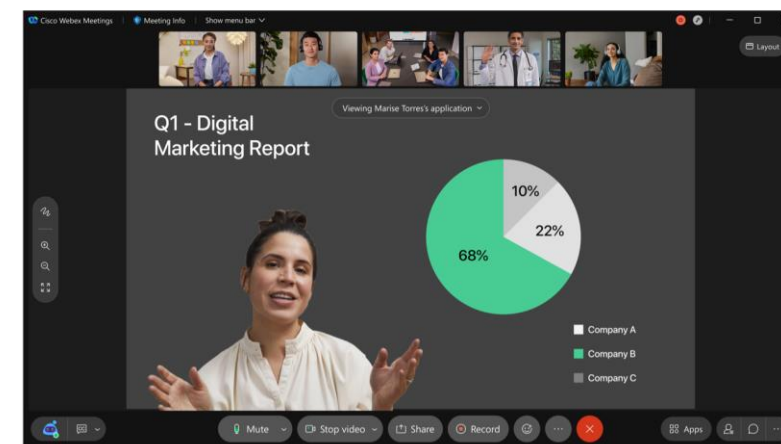 Cisco Webex Meetings
Meeting Info
Show menu bar
Layout
Viewing Marise Torres's application
Q1 - Digital
Marketing Report
10%
22%
68%
Company A
Company B
Company C
Mute
Stop video
Share
Record
Apps